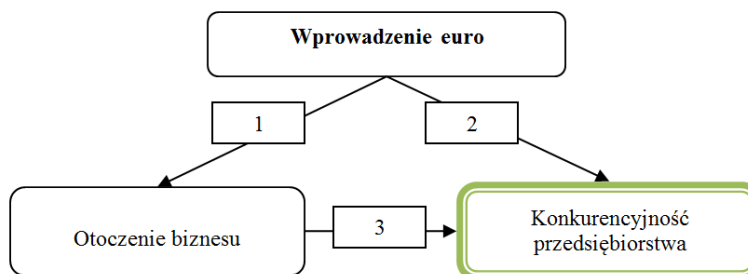 Wprowadzenie euro
1
2
Otoczenie biznesu
3
Konkurencyjność
przedsiębiorstwa